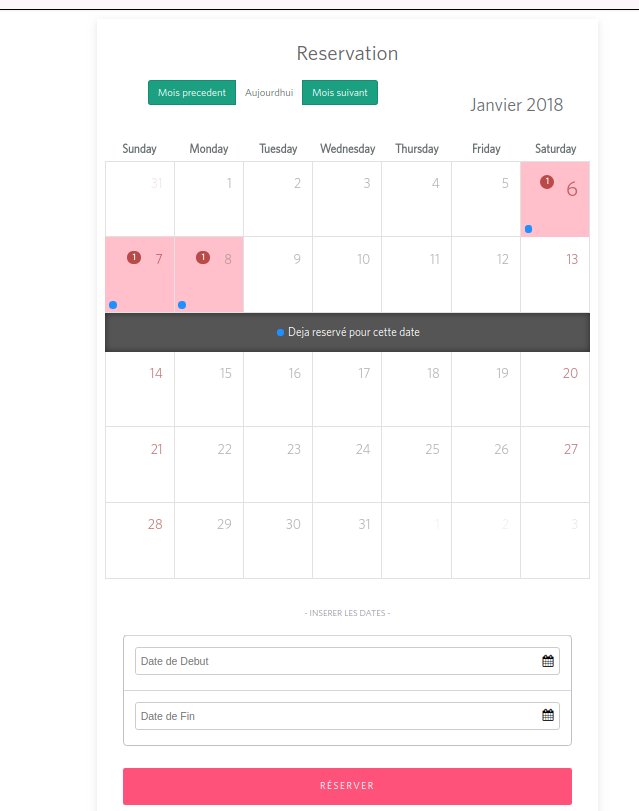 Reservation
Mois precedent Aujourdhui Mois suivant
Janvier 2018
Sunday Monday Tuesday Wednesday Thursday Friday Saturday
31 1 2 3 4 5 1 6
1 7 1 8 9 10 11 12 13
Deja reservé pour cette date
14 15 16 17 18 19 20
21 22 23 24 25 26 27
28 29 30 31 1 2 3
- INSERER LES DATES -
Date de Debut
Date de Fin
RÉSERVER